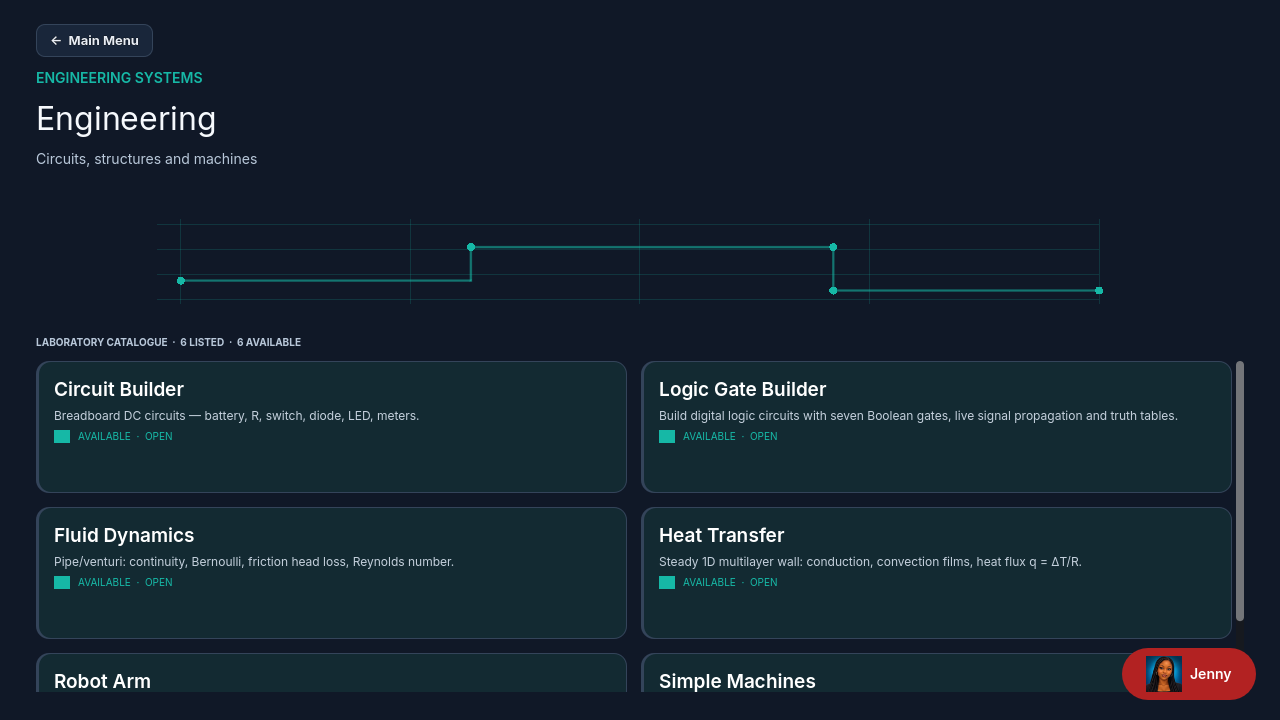 ← Main Menu
ENGINEERING SYSTEMS
Engineering
Circuits, structures and machines
LABORATORY CATALOGUE · 6 LISTED · 6 AVAILABLE
Circuit Builder
Breadboard DC circuits — battery, R, switch, diode, LED, meters.
AVAILABLE · OPEN
Logic Gate Builder
Build digital logic circuits with seven Boolean gates, live signal propagation and truth tables.
AVAILABLE · OPEN
Fluid Dynamics
Pipe/venturi: continuity, Bernoulli, friction head loss, Reynolds number.
AVAILABLE · OPEN
Heat Transfer
Steady 1D multilayer wall: conduction, convection films, heat flux q = ΔT/R.
AVAILABLE · OPEN
Robot Arm
Simple Machines
Jenny